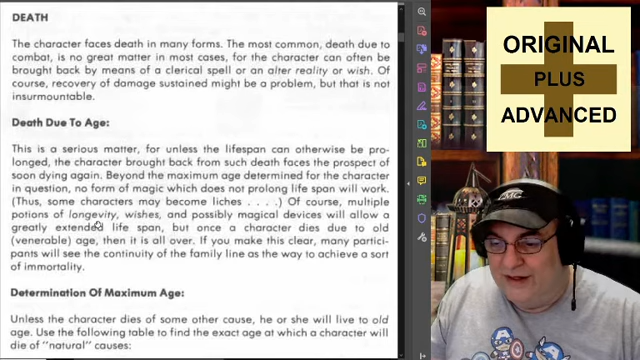 DEATH
The character faces death in many forms. The most common, death due to
combat, is no great matter in most cases, for the character can often be
brought back by means of a clerical spell or an alter reality or wish. Of
course, recovery of damage sustained might be a problem, but that is not
insurmountable.
Death Due To Age:
This is a serious matter, for unless the lifespan can otherwise be pro-
longed, the character brought back from such death faces the prospect of
soon dying again. Beyond the maximum age determined for the character
in question, no form of magic which does not prolong life span will work.
(Thus, some characters may become liches . . . .) Of course, multiple
potions of longevity, wishes, and possibly magical devices will allow a
greatly extended life span, but once a character dies due to old
(venerable) age, then it is all over. If you make this clear, many partici-
pants will see the continuity of the family line as the way to achieve a sort
of immortality.
Determination Of Maximum Age:
Unless the character dies of some other cause, he or she will live to old
age. Use the following table to find the exact age at which a character will
die of "natural" causes:
ORIGINAL
PLUS
ADVANCED